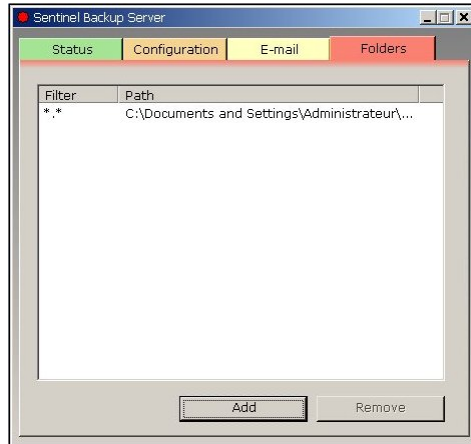 Sentinel Backup Server
Status Configuration E-mail Folders
Filter Path
*.* C:\Documents and Settings\Administrateur\...
Add Remove